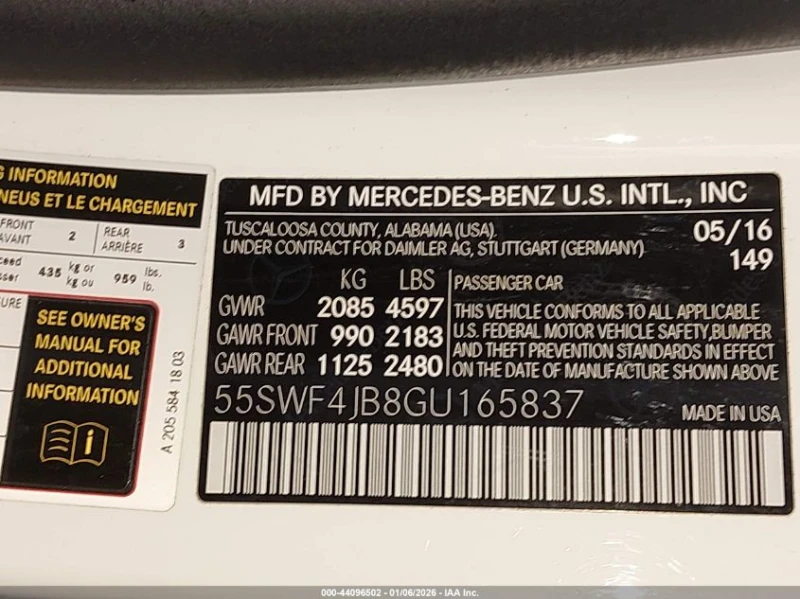 G INFORMATION
NEUS ET LE CHARGEMENT
FRONT
AVANT
2
REAR
ARRIÈRE
3
435
kg or
kg ou
959
lbs.
lb.
SEE OWNER'S
MANUAL FOR
ADDITIONAL
INFORMATION
i
A 205 584 18 03
MFD BY MERCEDES-BENZ U.S. INTL., INC
TUSCALOOSA COUNTY, ALABAMA (USA).
UNDER CONTRACT FOR DAIMLER AG, STUTTGART (GERMANY).
05/16
149
KG LBS
GVWR 2085 4597
GAWR FRONT 990 2183
GAWR REAR 1125 2480
PASSENGER CAR
THIS VEHICLE CONFORMS TO ALL APPLICABLE
U.S. FEDERAL MOTOR VEHICLE SAFETY,BUMPER
AND THEFT PREVENTION STANDARDS IN EFFECT
ON THE DATE OF MANUFACTURE SHOWN ABOVE
55SWF4JB8GU165837
MADE IN USA
000-44096502 - 01/06/2026 - IAA Inc.